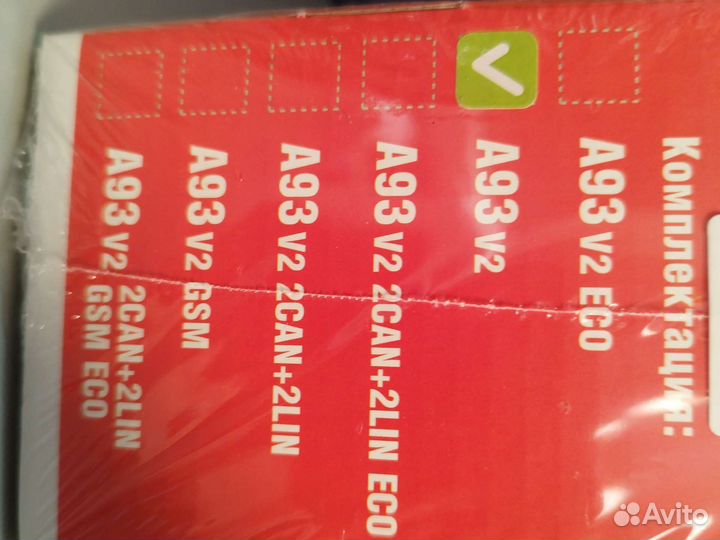 Комплектация:
A93 V2 ECO
A93 V2
A93 V2 2CAN+2LIN ECO
A93 V2 2CAN+2LIN
A93 V2 GSM
A93 V2 2CAN+2LIN
GSM ECO
Avito